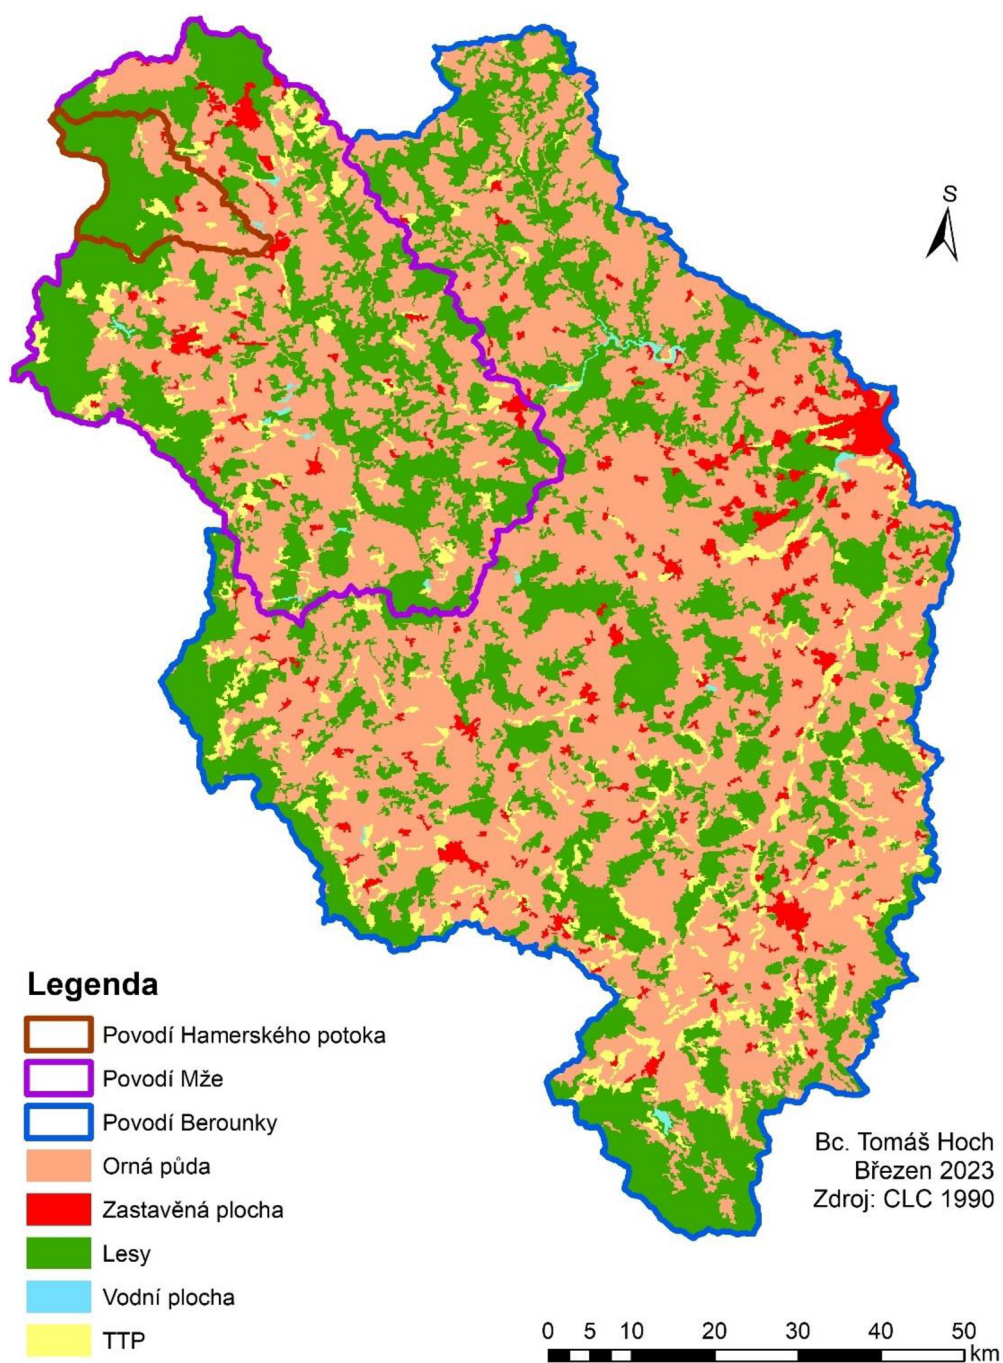 S
Legenda
Povodí Hamerského potoka
Povodí Mže
Povodí Berounky
Orná půda
Zastavěná plocha
Lesy
Vodní plocha
TTP
Bc. Tomáš Hoch
Březen 2023
Zdroj: CLC 1990
0 5 10 20 30 40 50
km